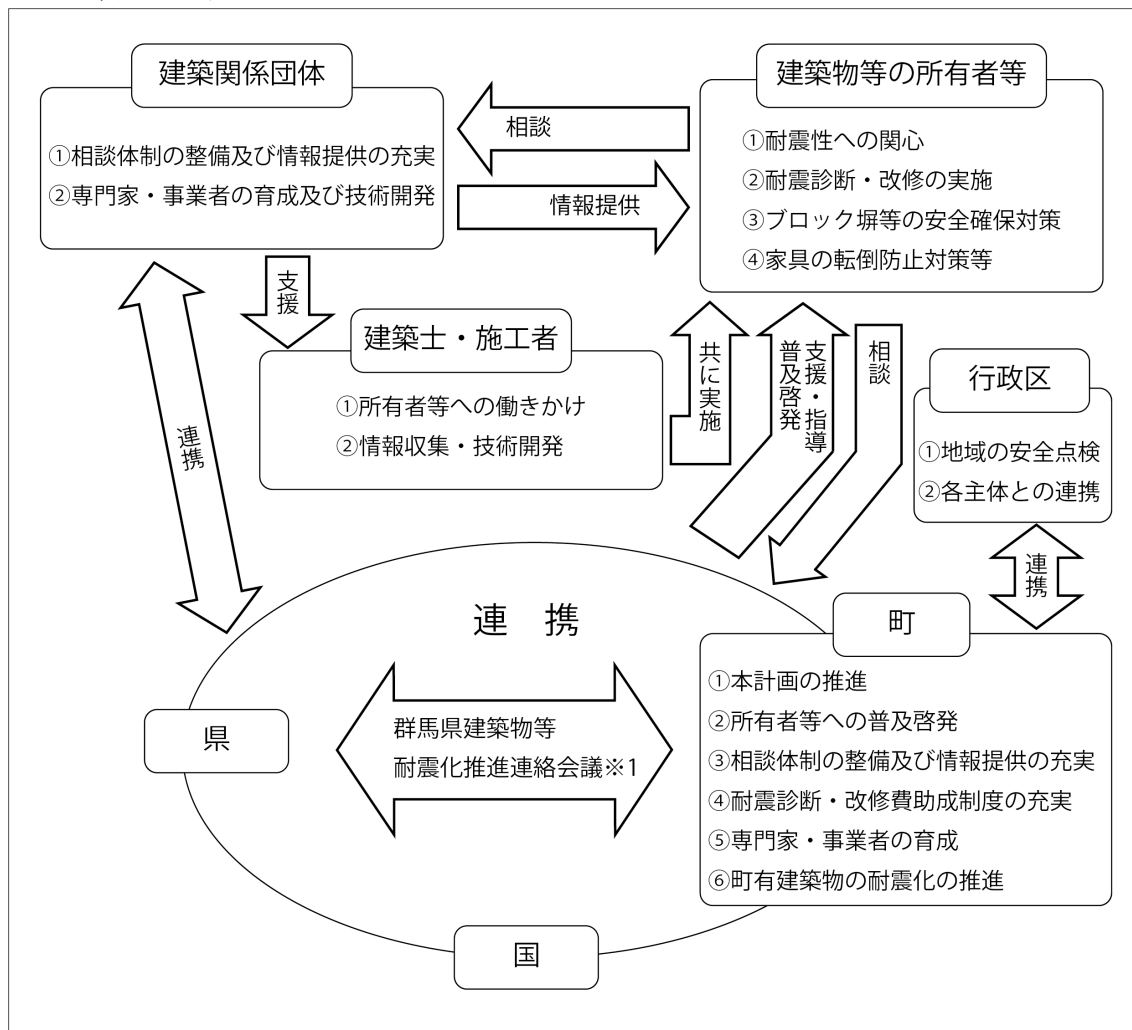 建築関係団体
①相談体制の整備及び情報提供の充実
②専門家・事業者の育成及び技術開発
相談
情報提供
建築物等の所有者等
①耐震性への関心
②耐震診断・改修の実施
③ブロック塀等の安全確保対策
④家具の転倒防止対策等
支援
建築士・施工者
①所有者等への働きかけ
②情報収集・技術開発
共に実施
支援・指導
普及啓発
相談
行政区
①地域の安全点検
②各主体との連携
連携
連携
連　携
県
群馬県建築物等
耐震化推進連絡会議※1
町
①本計画の推進
②所有者等への普及啓発
③相談体制の整備及び情報提供の充実
④耐震診断・改修費助成制度の充実
⑤専門家・事業者の育成
⑥町有建築物の耐震化の推進
国